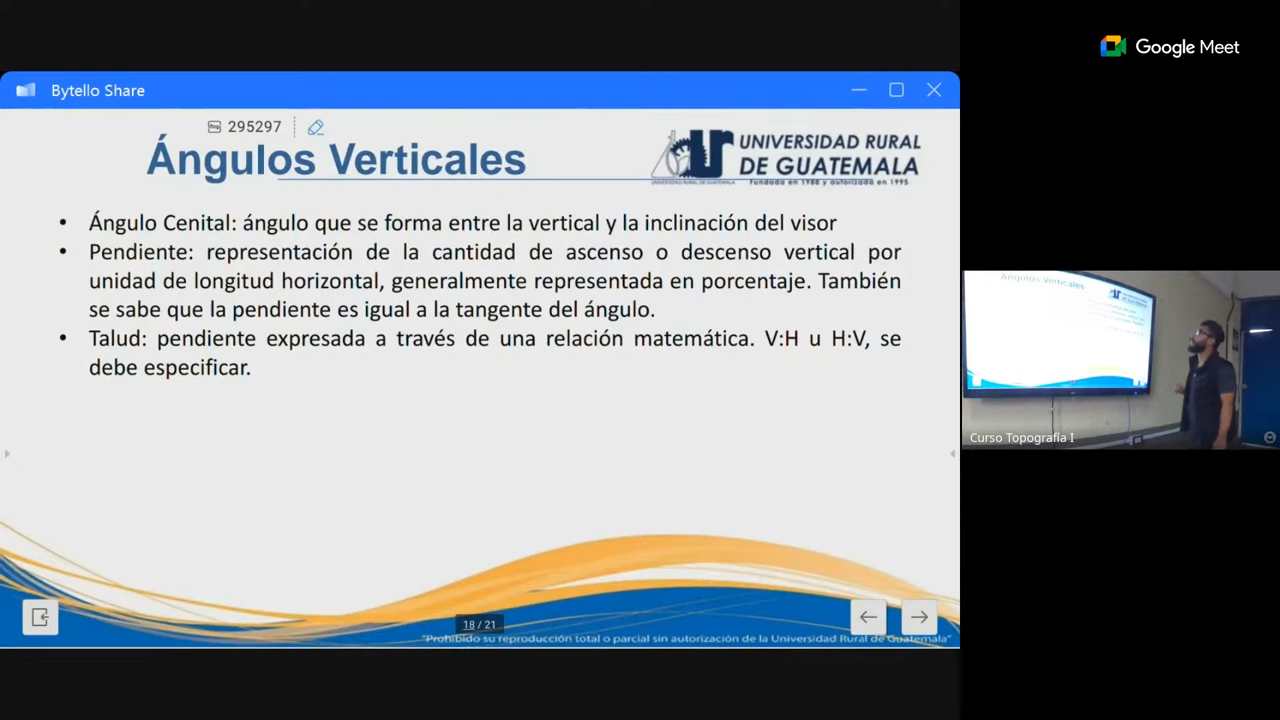 Google Meet
Bytello Share
295297
Ángulos Verticales
UNIVERSIDAD RURAL
DE GUATEMALA
Fundada en 1988 y autorizado en 1995
• Ángulo Cenital: ángulo que se forma entre la vertical y la inclinación del visor
• Pendiente: representación de la cantidad de ascenso o descenso vertical por
unidad de longitud horizontal, generalmente representada en porcentaje. También
se sabe que la pendiente es igual a la tangente del ángulo.
• Talud: pendiente expresada a través de una relación matemática. V:H u H:V, se
debe especificar.
Ángulos Verticales
Curso Topografía I
18 / 21
"Prohibido su reproducción total o parcial sin autorización de la Universidad Rural de Guatemala"